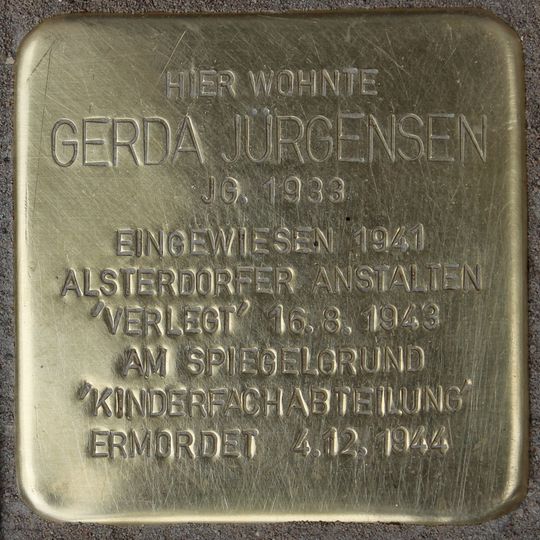 HIER WOHNTE
GERDA JÜRGENSEN
JG. 1933
EINGEWIESEN 1941
ALSTERDORFER ANSTALTEN
'VERLEGT' 16.8.1943
AM SPIEGELGRUND
'KINDERFACHABTEILUNG'
ERMORDET 4.12.1944